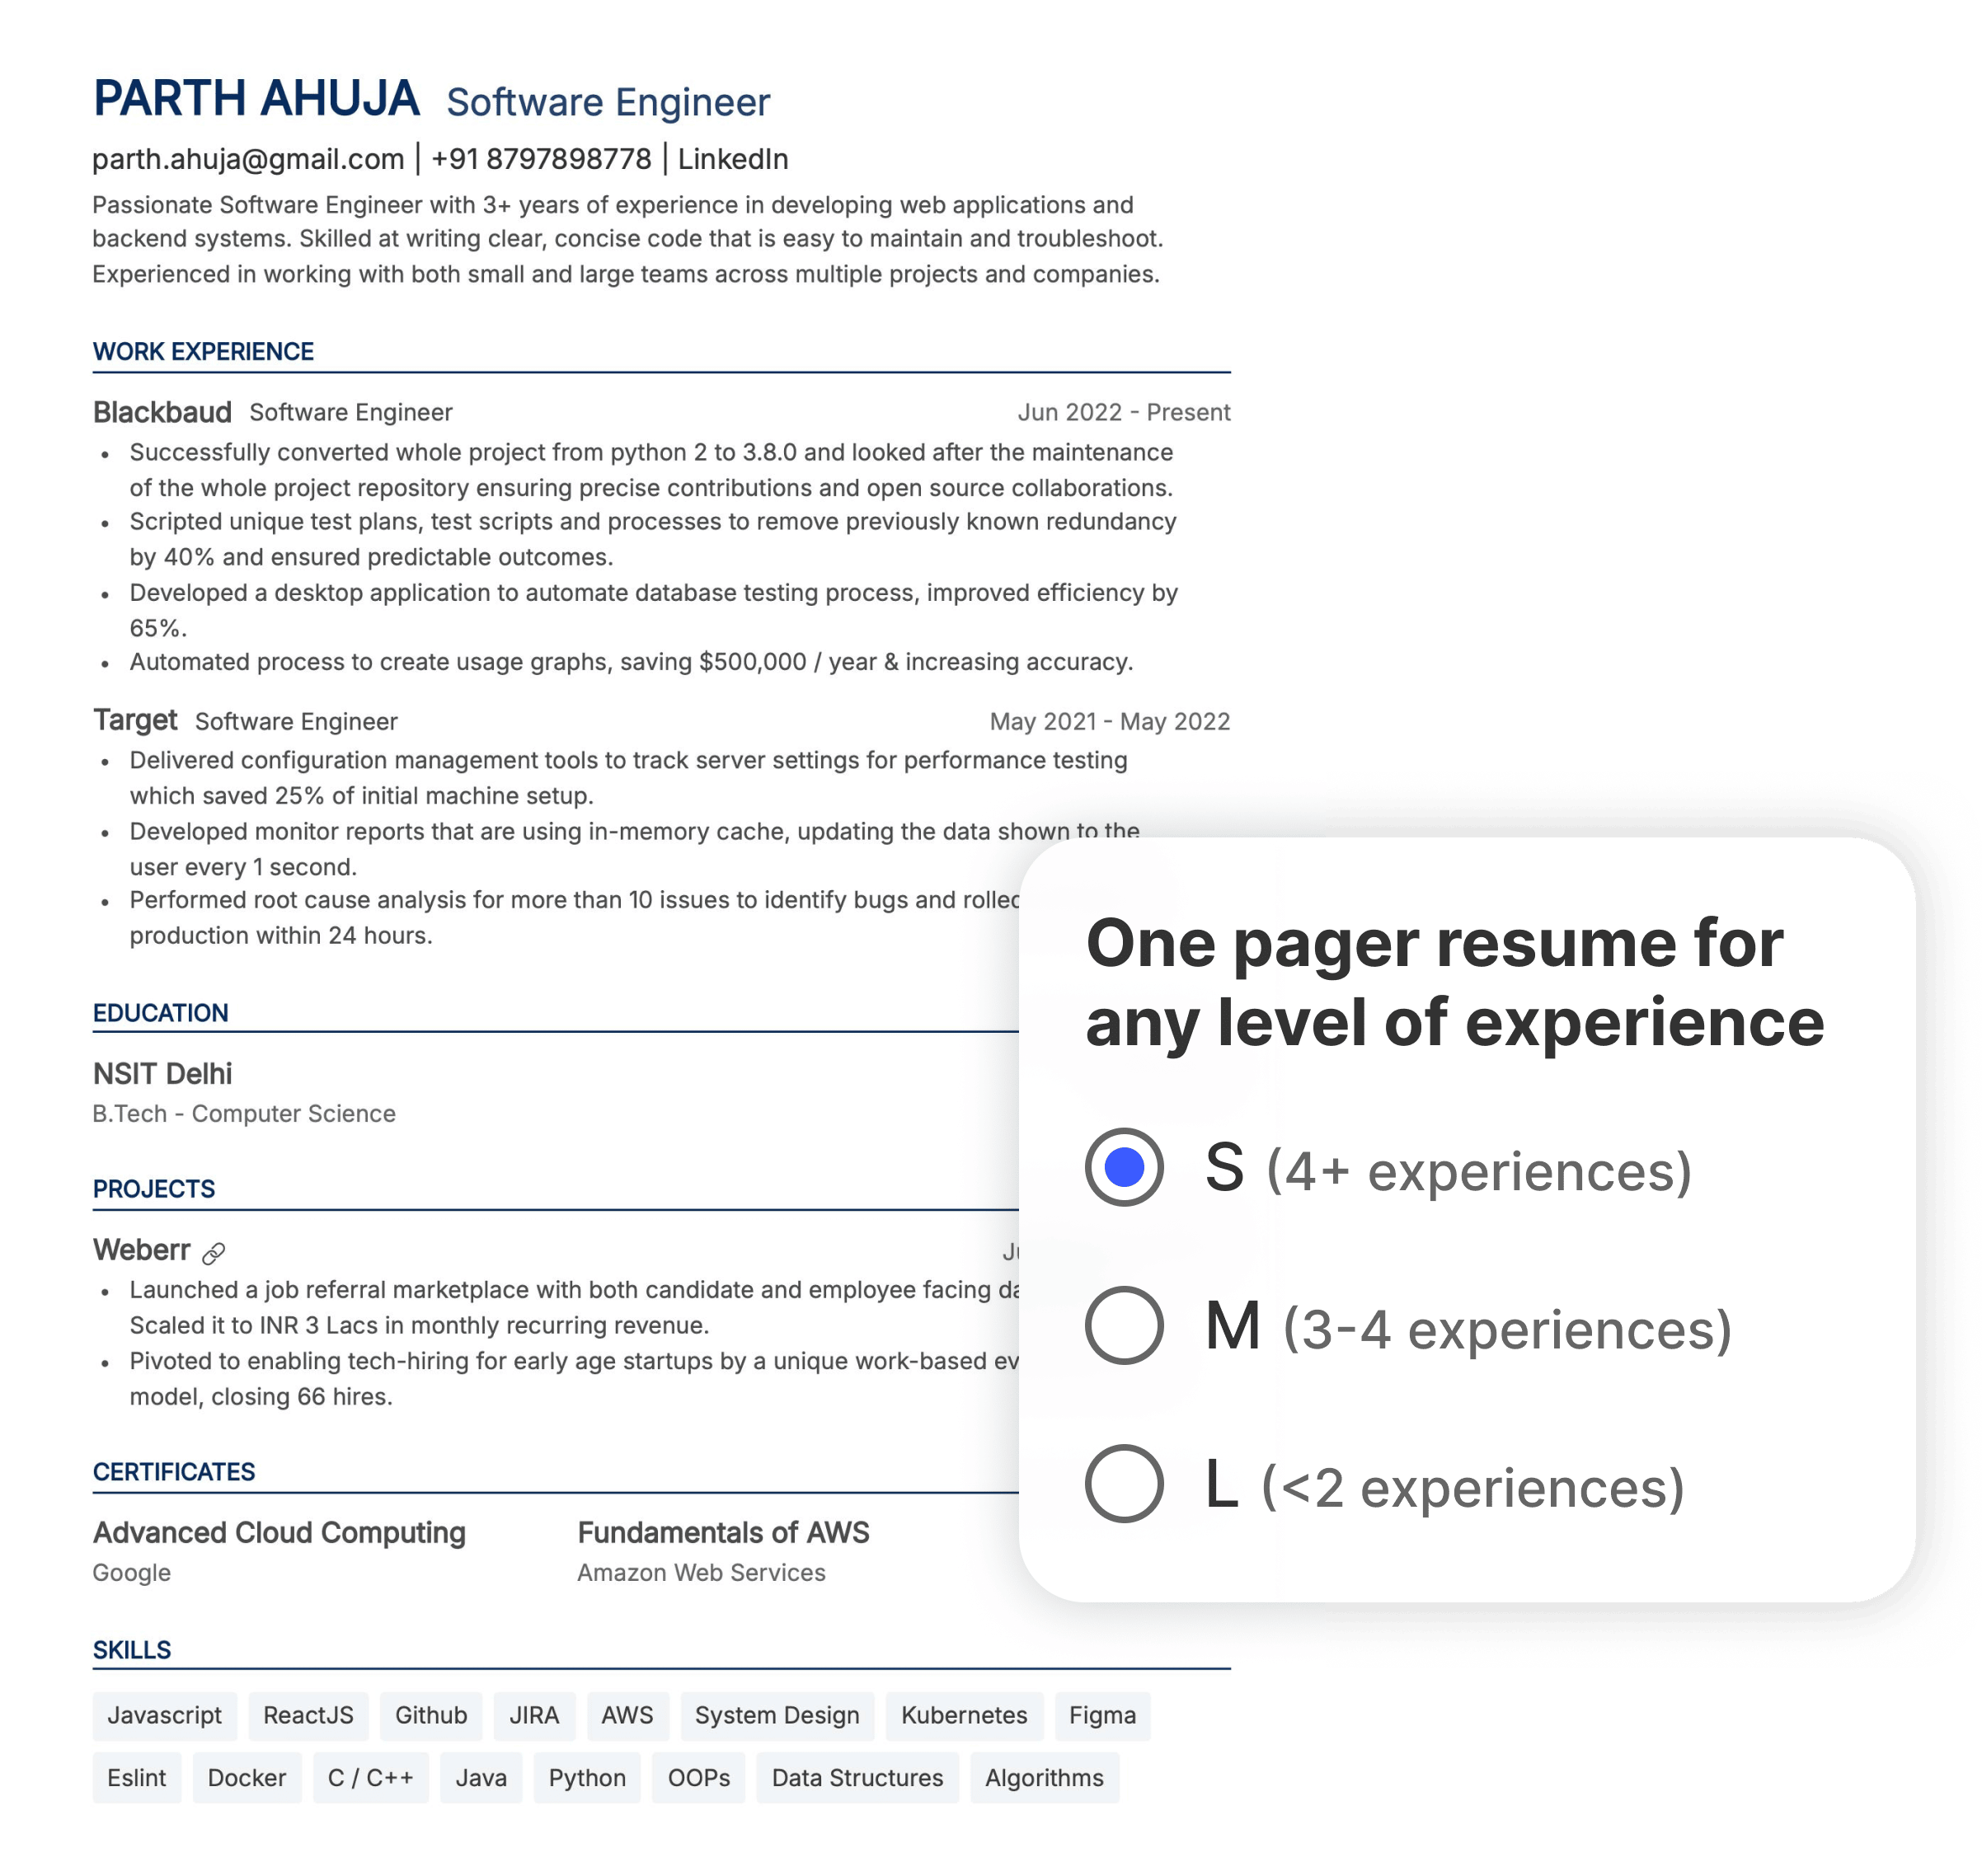 PARTH AHUJA Software Engineer
parth.ahuja@gmail.com | +91 8797898778 | LinkedIn
Passionate Software Engineer with 3+ years of experience in developing web applications and
backend systems. Skilled at writing clear, concise code that is easy to maintain and troubleshoot.
Experienced in working with both small and large teams across multiple projects and companies.
WORK EXPERIENCE
Blackbaud Software Engineer Jun 2022 - Present
• Successfully converted whole project from python 2 to 3.8.0 and looked after the maintenance
of the whole project repository ensuring precise contributions and open source collaborations.
• Scripted unique test plans, test scripts and processes to remove previously known redundancy
by 40% and ensured predictable outcomes.
• Developed a desktop application to automate database testing process, improved efficiency by
65%.
• Automated process to create usage graphs, saving $500,000 / year & increasing accuracy.
Target Software Engineer May 2021 - May 2022
• Delivered configuration management tools to track server settings for performance testing
which saved 25% of initial machine setup.
• Developed monitor reports that are using in-memory cache, updating the data shown to the
user every 1 second.
• Performed root cause analysis for more than 10 issues to identify bugs and rolled
production within 24 hours.
EDUCATION
NSIT Delhi
B.Tech - Computer Science
PROJECTS
Weberr
• Launched a job referral marketplace with both candidate and employee facing
Scaled it to INR 3 Lacs in monthly recurring revenue.
• Pivoted to enabling tech-hiring for early age startups by a unique work-based
model, closing 66 hires.
CERTIFICATES
Advanced Cloud Computing Fundamentals of AWS
Google Amazon Web Services
SKILLS
Javascript ReactJS Github JIRA AWS System Design Kubernetes Figma
Eslint Docker C / C++ Java Python OOPs Data Structures Algorithms
One pager resume for
any level of experience
S (4+ experiences)
M (3-4 experiences)
L (<2 experiences)